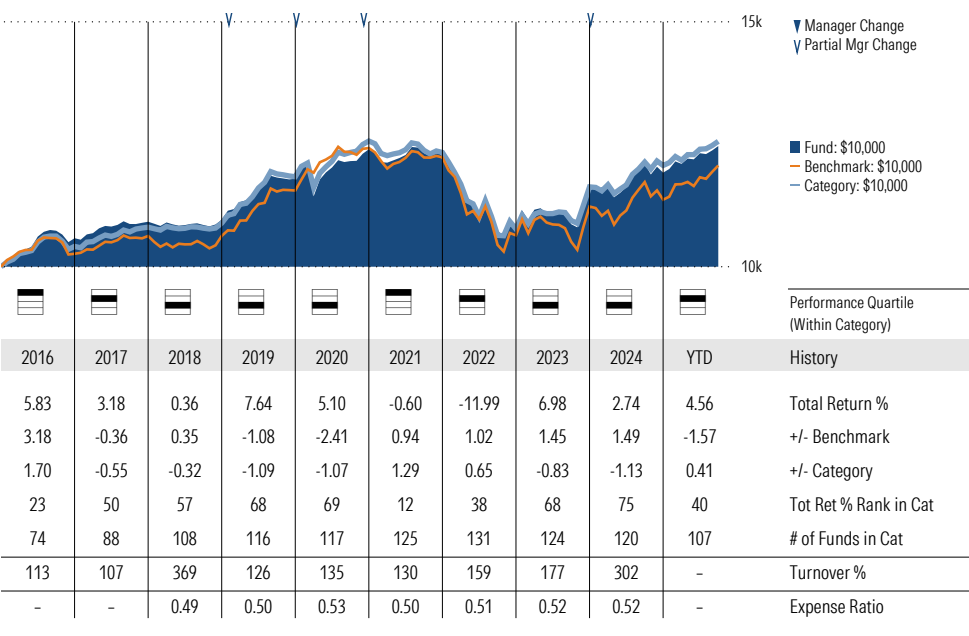 15k
Manager Change
Partial Mgr Change
Fund: $10,000
Benchmark: $10,000
Category: $10,000
10k
Performance Quartile
(Within Category)
2016 2017 2018 2019 2020 2021 2022 2023 2024 YTD History
5.83 3.18 0.36 7.64 5.10 -0.60 -11.99 6.98 2.74 4.56 Total Return %
3.18 -0.36 0.35 -1.08 -2.41 0.94 1.02 1.45 1.49 -1.57 +/- Benchmark
1.70 -0.55 -0.32 -1.09 -1.07 1.29 0.65 -0.83 -1.13 0.41 +/- Category
23 50 57 68 69 12 38 68 75 40 Tot Ret % Rank in Cat
74 88 108 116 117 125 131 124 120 107 # of Funds in Cat
113 107 369 126 135 130 159 177 302 – Turnover %
– – 0.49 0.50 0.53 0.50 0.51 0.52 0.52 – Expense Ratio